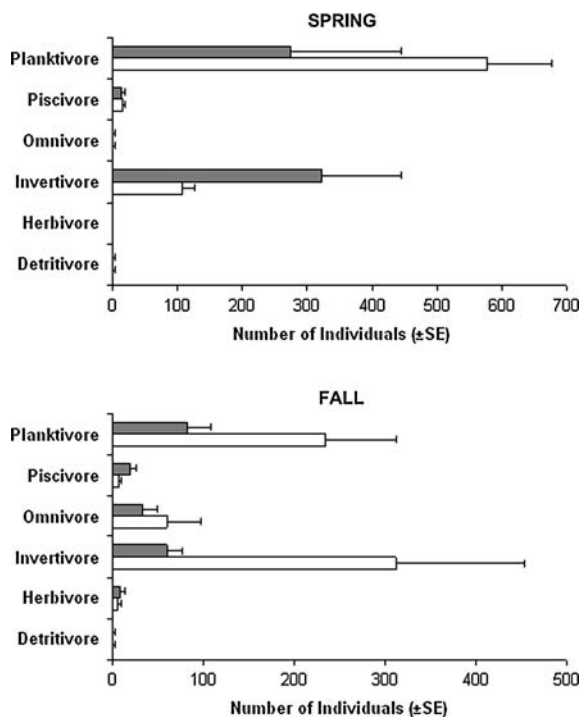 SPRING
Planktivore
Piscivore
Omnivore
Invertivore
Herbivore
Detritivore
0 100 200 300 400 500 600 700
Number of Individuals (±SE)
FALL
Planktivore
Piscivore
Omnivore
Invertivore
Herbivore
Detritivore
0 100 200 300 400 500
Number of Individuals (±SE)